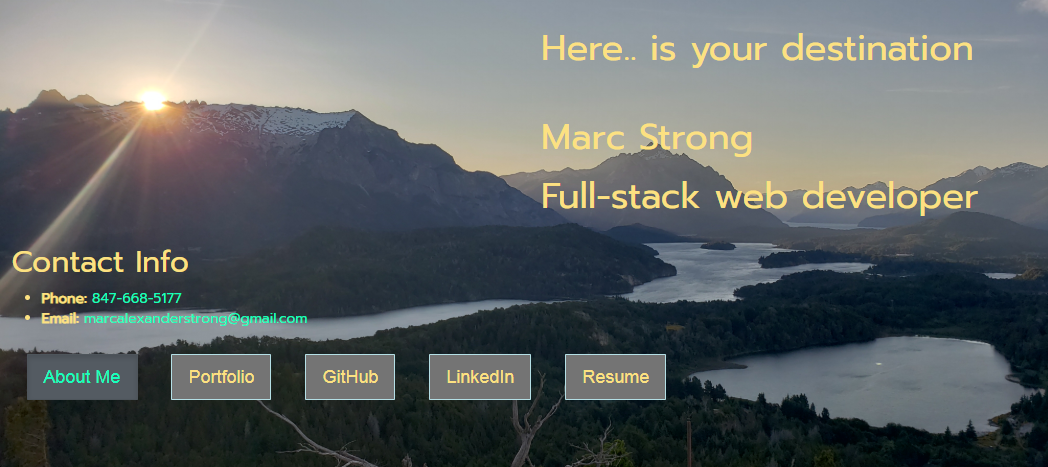 Here.. is your destination
Marc Strong
Full-stack web developer
Contact Info
Phone: 847-668-5177
Email: marcalexanderstrong@gmail.com
About Me Portfolio GitHub LinkedIn Resume